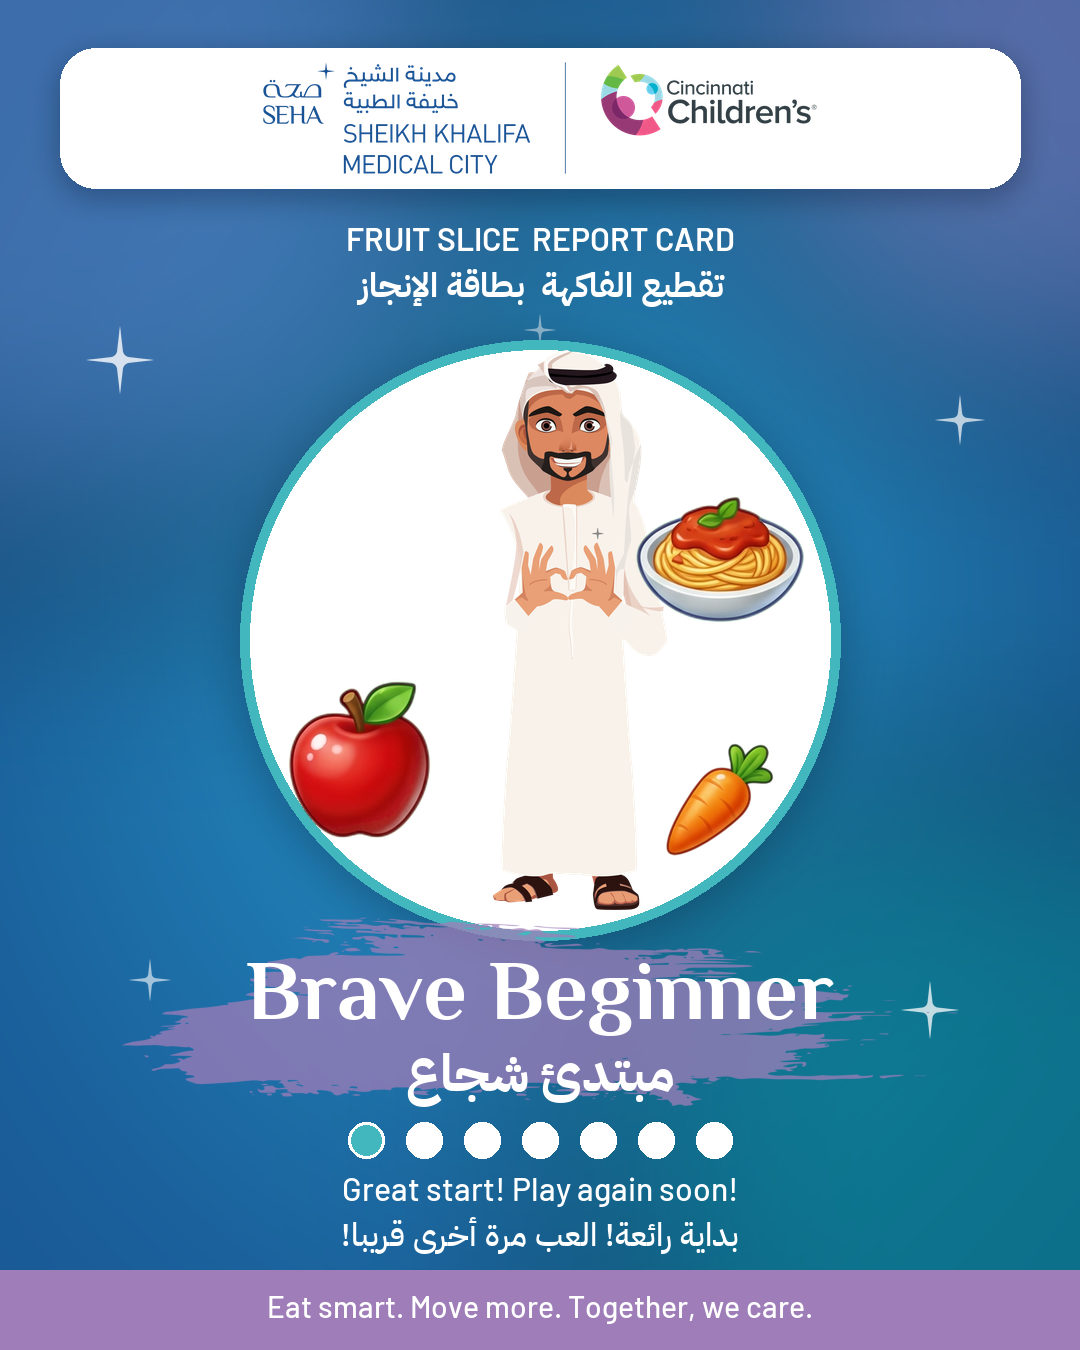 صحة
SEHA
مدينة الشيخ
خليفة الطبية
SHEIKH KHALIFA
MEDICAL CITY
Cincinnati
Children's®
FRUIT SLICE REPORT CARD
تقطيع الفاكهة بطاقة الإنجاز
Brave Beginner
مبتدئ شجاع
Great start! Play again soon!
بداية رائعة! العب مرة أخرى قريبا!
Eat smart. Move more. Together, we care.